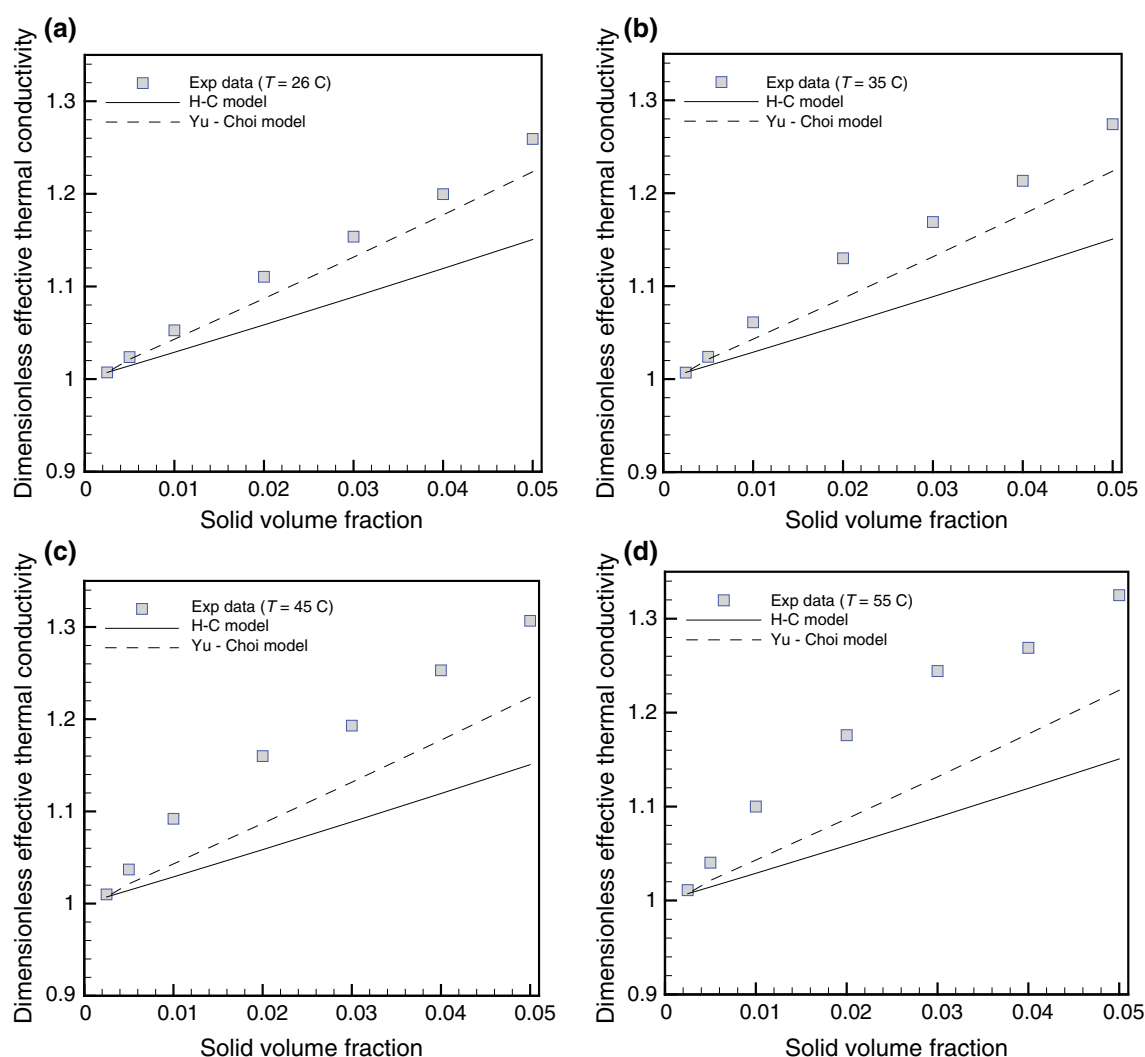 (a)
Dimensionless effective thermal conductivity
Exp data (T = 26 C)
H-C model
Yu - Choi model
1.3
1.2
1.1
1
0.9
0 0.01 0.02 0.03 0.04 0.05
Solid volume fraction
(b)
Dimensionless effective thermal conductivity
Exp data (T = 35 C)
H-C model
Yu - Choi model
1.3
1.2
1.1
1
0.9
0 0.01 0.02 0.03 0.04 0.05
Solid volume fraction
(c)
Dimensionless effective thermal conductivity
Exp data (T = 45 C)
H-C model
Yu - Choi model
1.3
1.2
1.1
1
0.9
0 0.01 0.02 0.03 0.04 0.05
Solid volume fraction
(d)
Dimensionless effective thermal conductivity
Exp data (T = 55 C)
H-C model
Yu - Choi model
1.3
1.2
1.1
1
0.9
0 0.01 0.02 0.03 0.04 0.05
Solid volume fraction